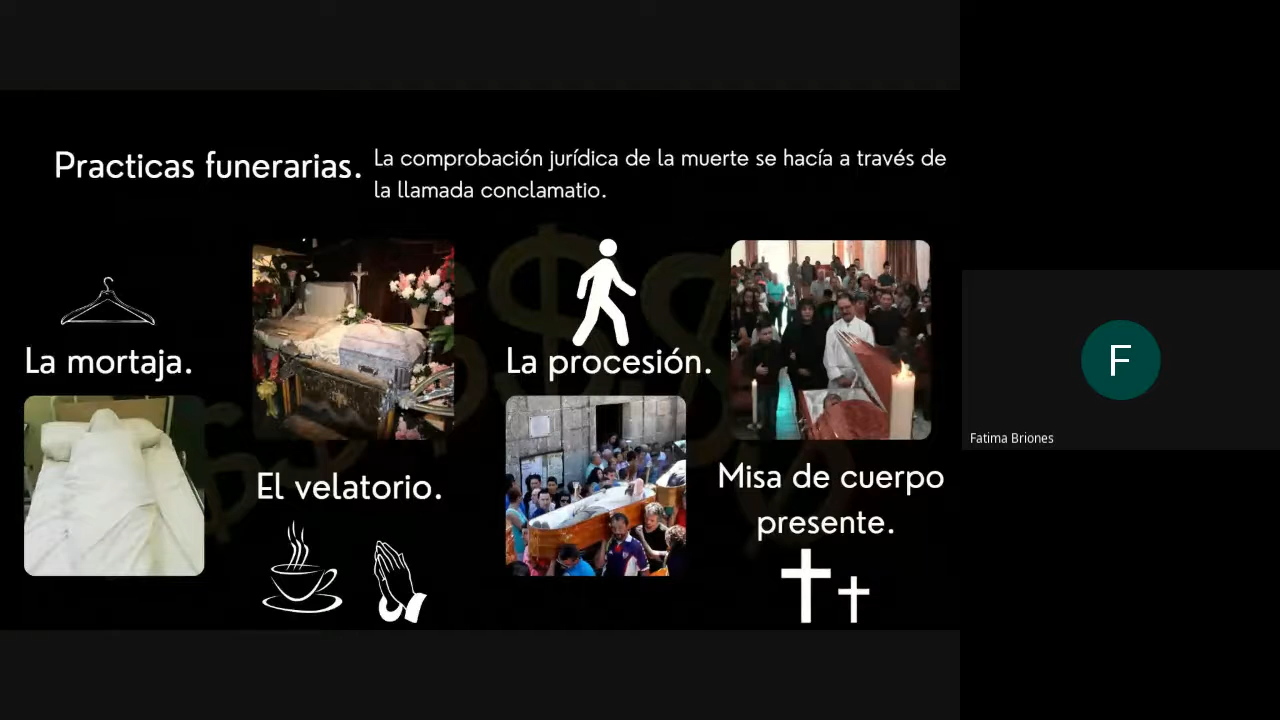 Practicas funerarias.
La comprobación jurídica de la muerte se hacía a través de
la llamada conclamatio.
La mortaja.
El velatorio.
La procesión.
Misa de cuerpo
presente.
F
Fatima Briones